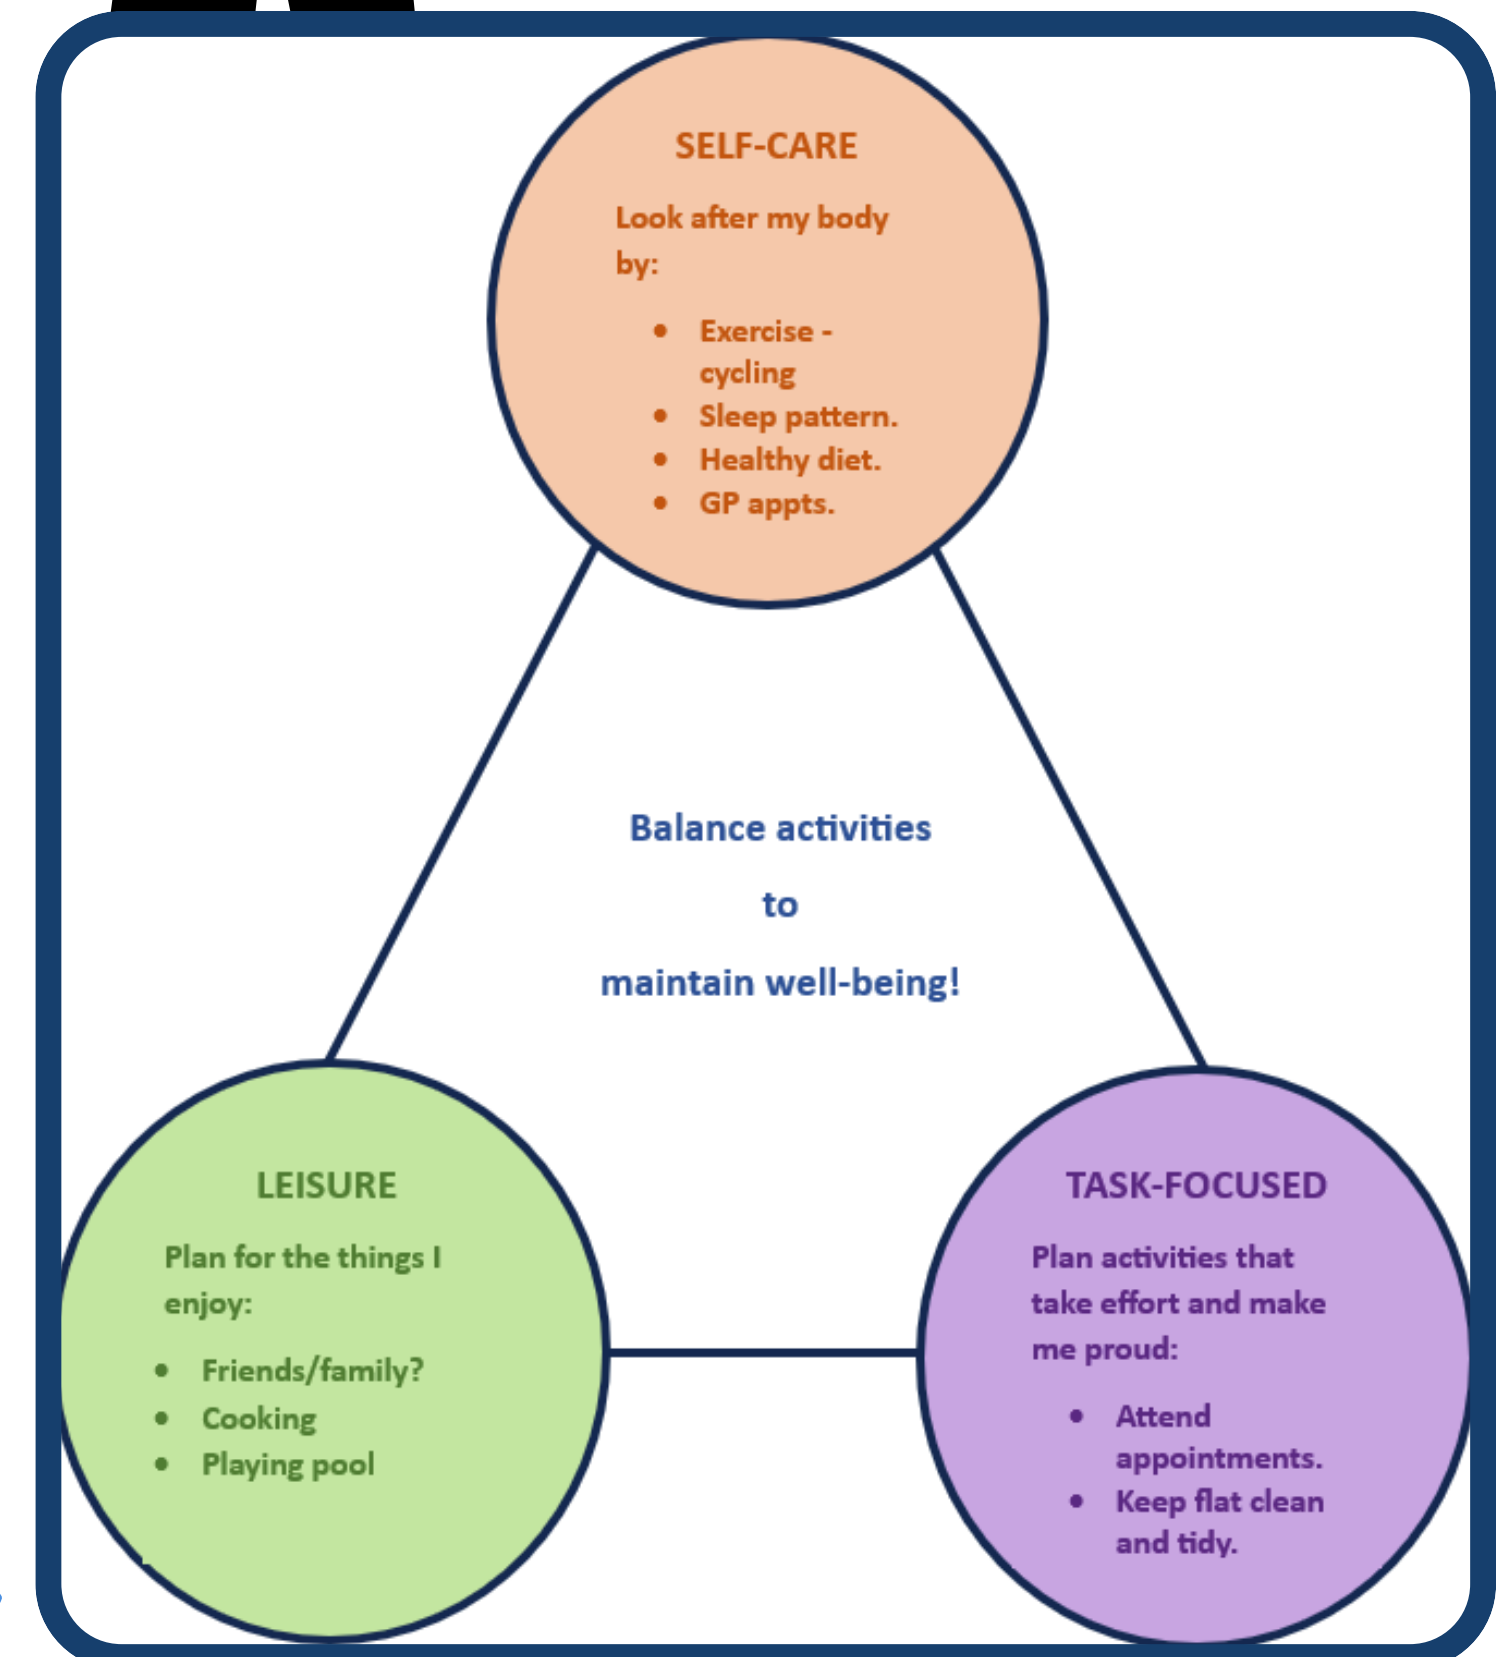 SELF-CARE
Look after my body
by:
• Exercise -
cycling
• Sleep pattern.
• Healthy diet.
• GP appts.
Balance activities
to
maintain well-being!
LEISURE
Plan for the things I
enjoy:
• Friends/family?
• Cooking
• Playing pool
TASK-FOCUSED
Plan activities that
take effort and make
me proud:
• Attend
appointments.
• Keep flat clean
and tidy.